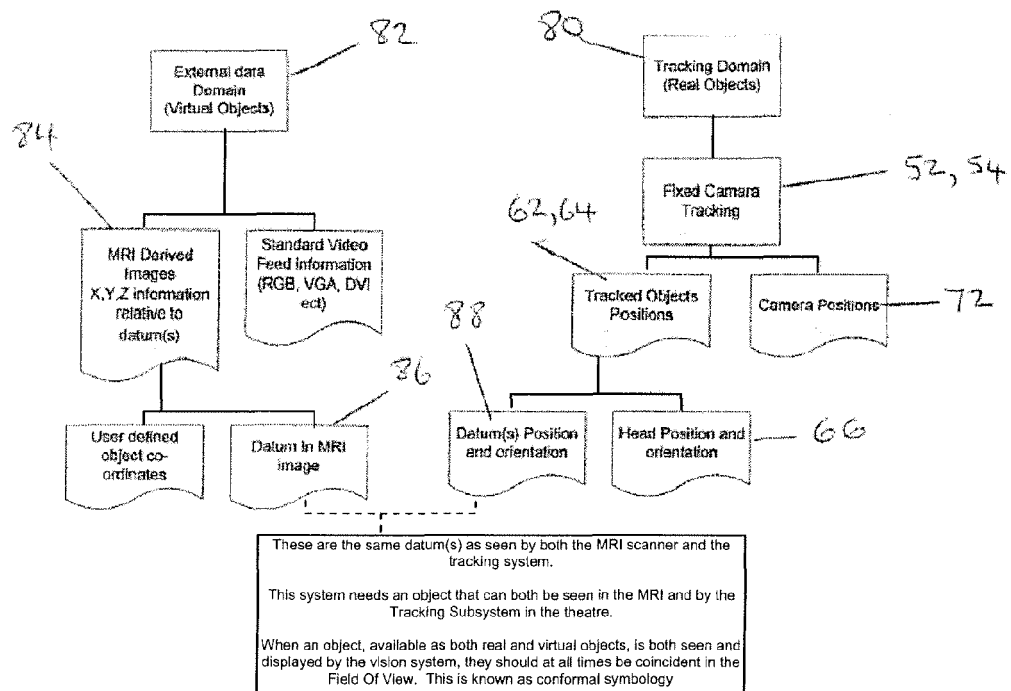 82
80
External data
Domain
(Virtual Objects)
Tracking Domain
(Real Objects)
84
52, 54
Fixed Camera
Tracking
62,64
MRI Derived
Images
X,Y,Z information
relative to
datum(s)
Standard Video
Feed Information
(RGB, VGA, DVI
ect)
Tracked Objects
Positions
Camera Positions
72
88
86
User defined
object co-
ordinates
Datum in MRI
image
Datum(s) Position
and orientation
Head Position and
orientation
66
These are the same datum(s) as seen by both the MRI scanner and the
tracking system.
This system needs an object that can both be seen in the MRI and by the
Tracking Subsystem in the theatre.
When an object, available as both real and virtual objects, is both seen and
displayed by the vision system, they should at all times be coincident in the
Field Of View. This is known as conformal symbology